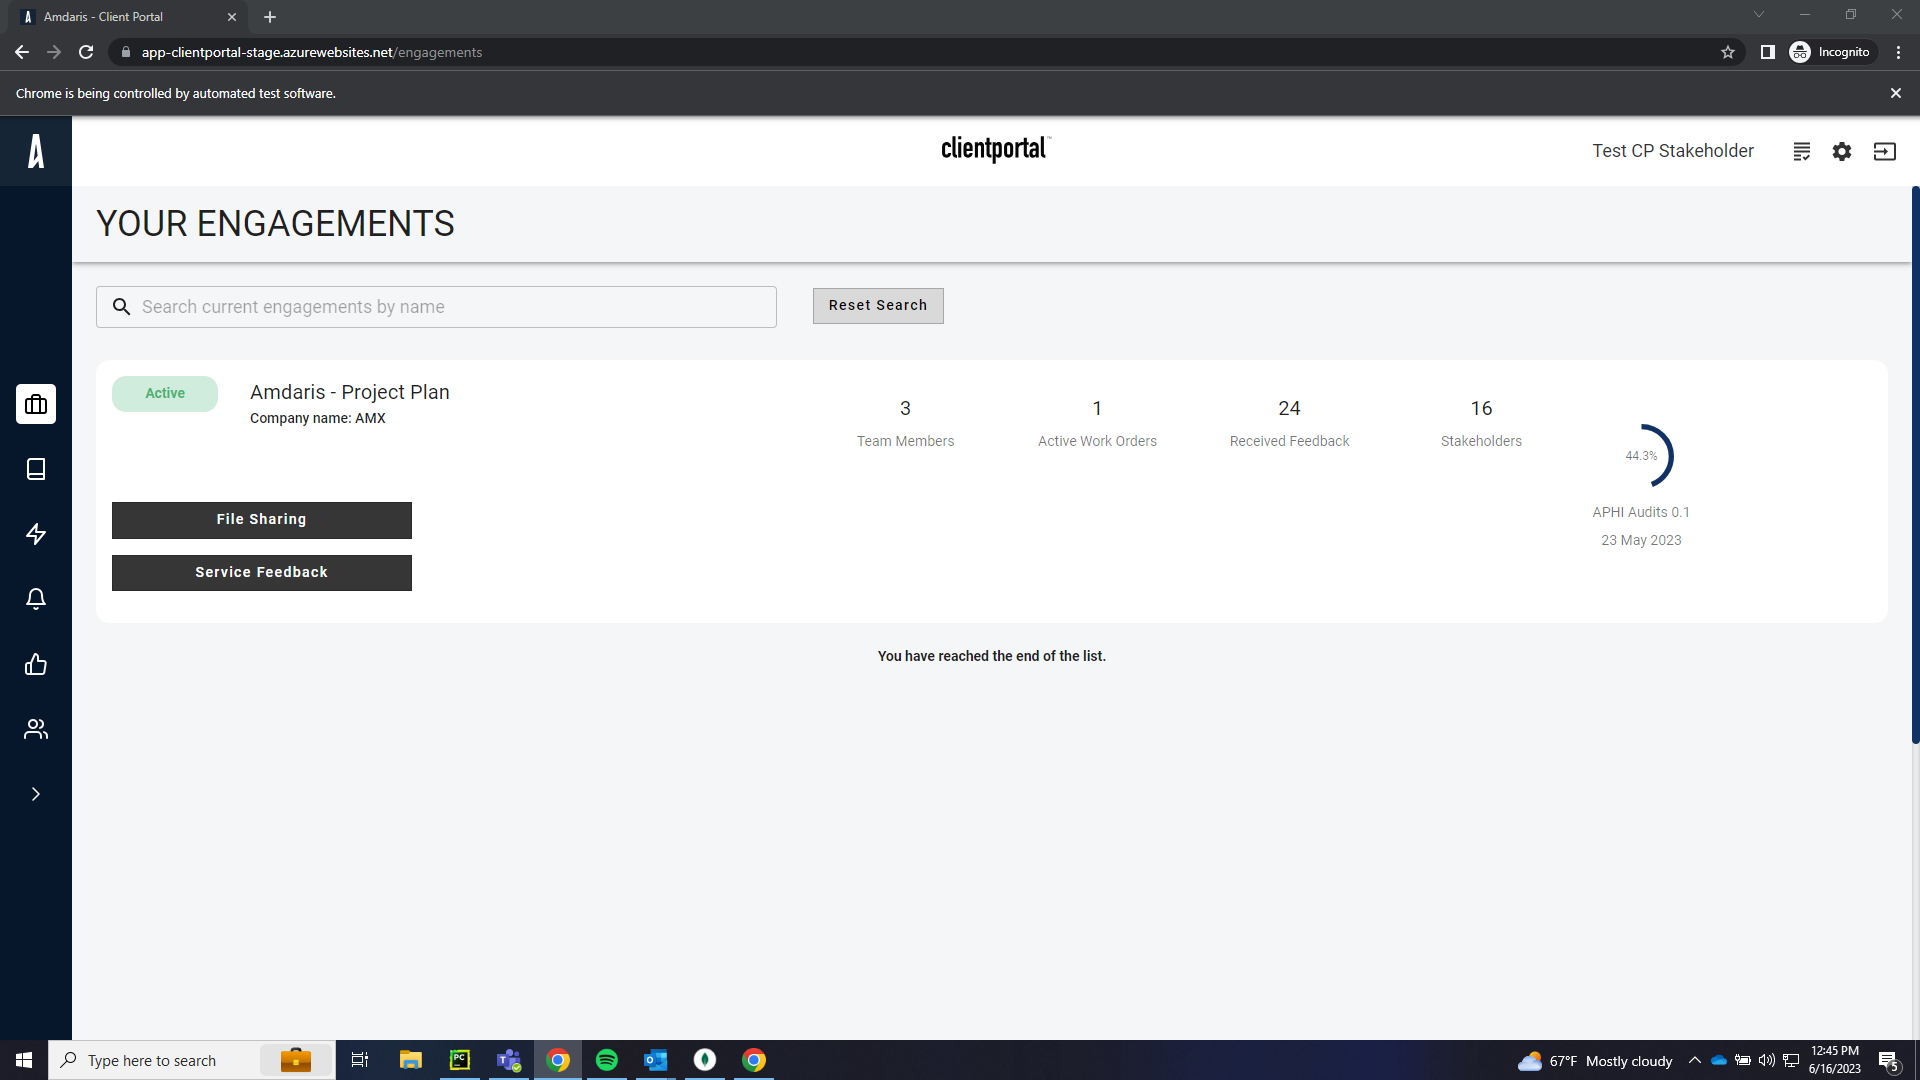 Amdaris - Client Portal
app-clientportal-stage.azurewebsites.net/engagements
Incognito
Chrome is being controlled by automated test software.
clientportal™
Test CP Stakeholder
YOUR ENGAGEMENTS
Search current engagements by name
Reset Search
Active
Amdaris - Project Plan
Company name: AMX
3
Team Members
1
Active Work Orders
24
Received Feedback
16
Stakeholders
44.3%
APHI Audits 0.1
23 May 2023
File Sharing
Service Feedback
You have reached the end of the list.
Type here to search
PC
T
O
67°F Mostly cloudy
12:45 PM
6/16/2023
5